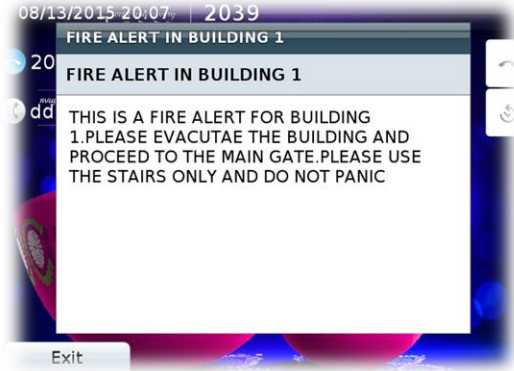 08/13/2015 20:07 2039
FIRE ALERT IN BUILDING 1
20
FIRE ALERT IN BUILDING 1
dd
THIS IS A FIRE ALERT FOR BUILDING
1.PLEASE EVACUTAE THE BUILDING AND
PROCEED TO THE MAIN GATE.PLEASE USE
THE STAIRS ONLY AND DO NOT PANIC
Exit